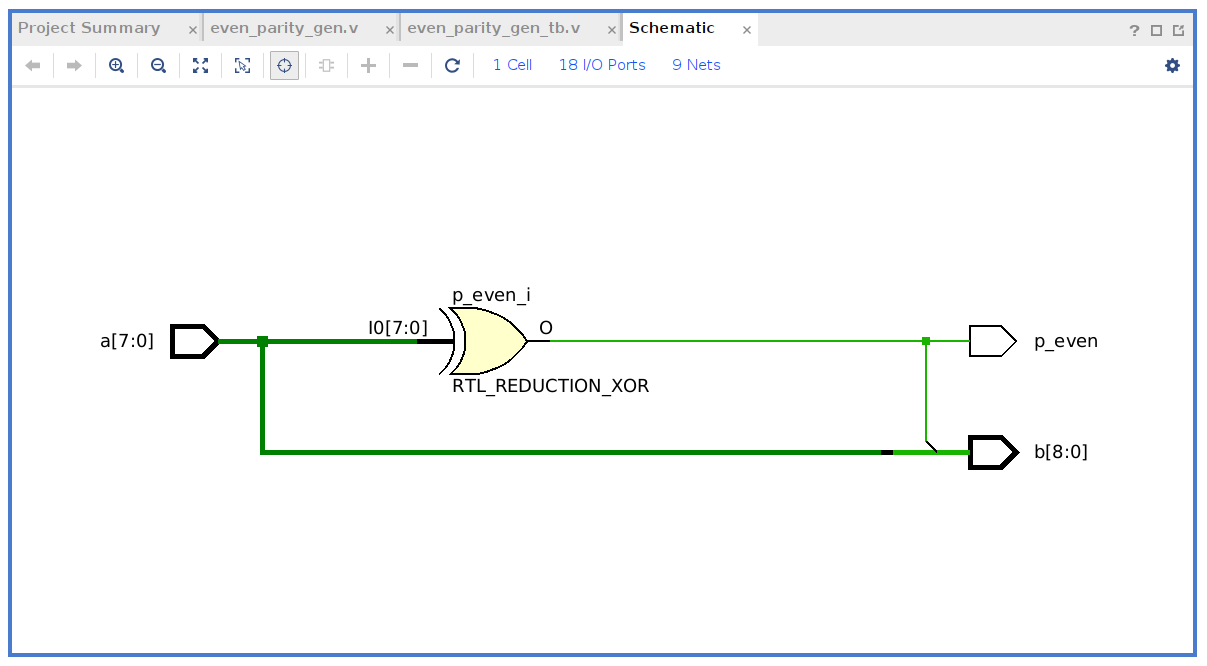 Project Summary × even_parity_gen.v × even_parity_gen_tb.v × Schematic × ?
1 Cell 18 I/O Ports 9 Nets
p_even_i
I0[7:0] O
a[7:0] p_even
RTL_REDUCTION_XOR
b[8:0]